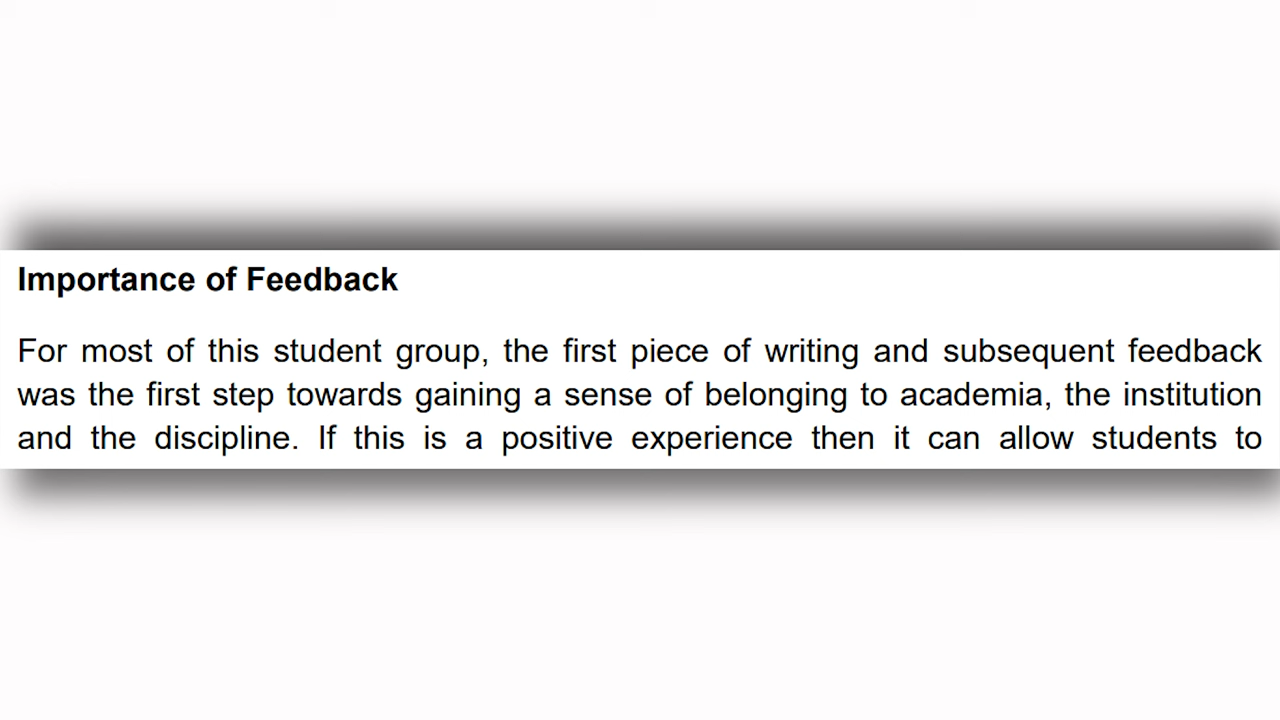 Importance of Feedback
For most of this student group, the first piece of writing and subsequent feedback
was the first step towards gaining a sense of belonging to academia, the institution
and the discipline. If this is a positive experience then it can allow students to